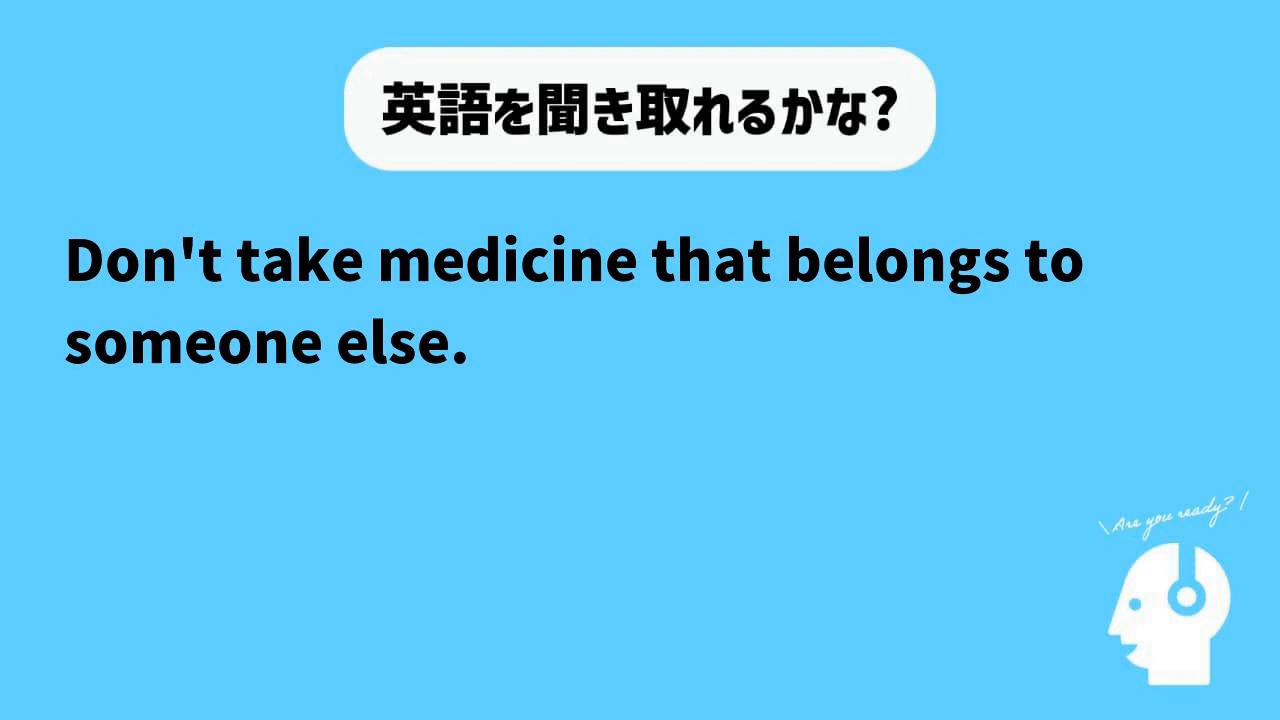 英語を聞き取れるかな?
Don't take medicine that belongs to
someone else.
\Are you ready?/